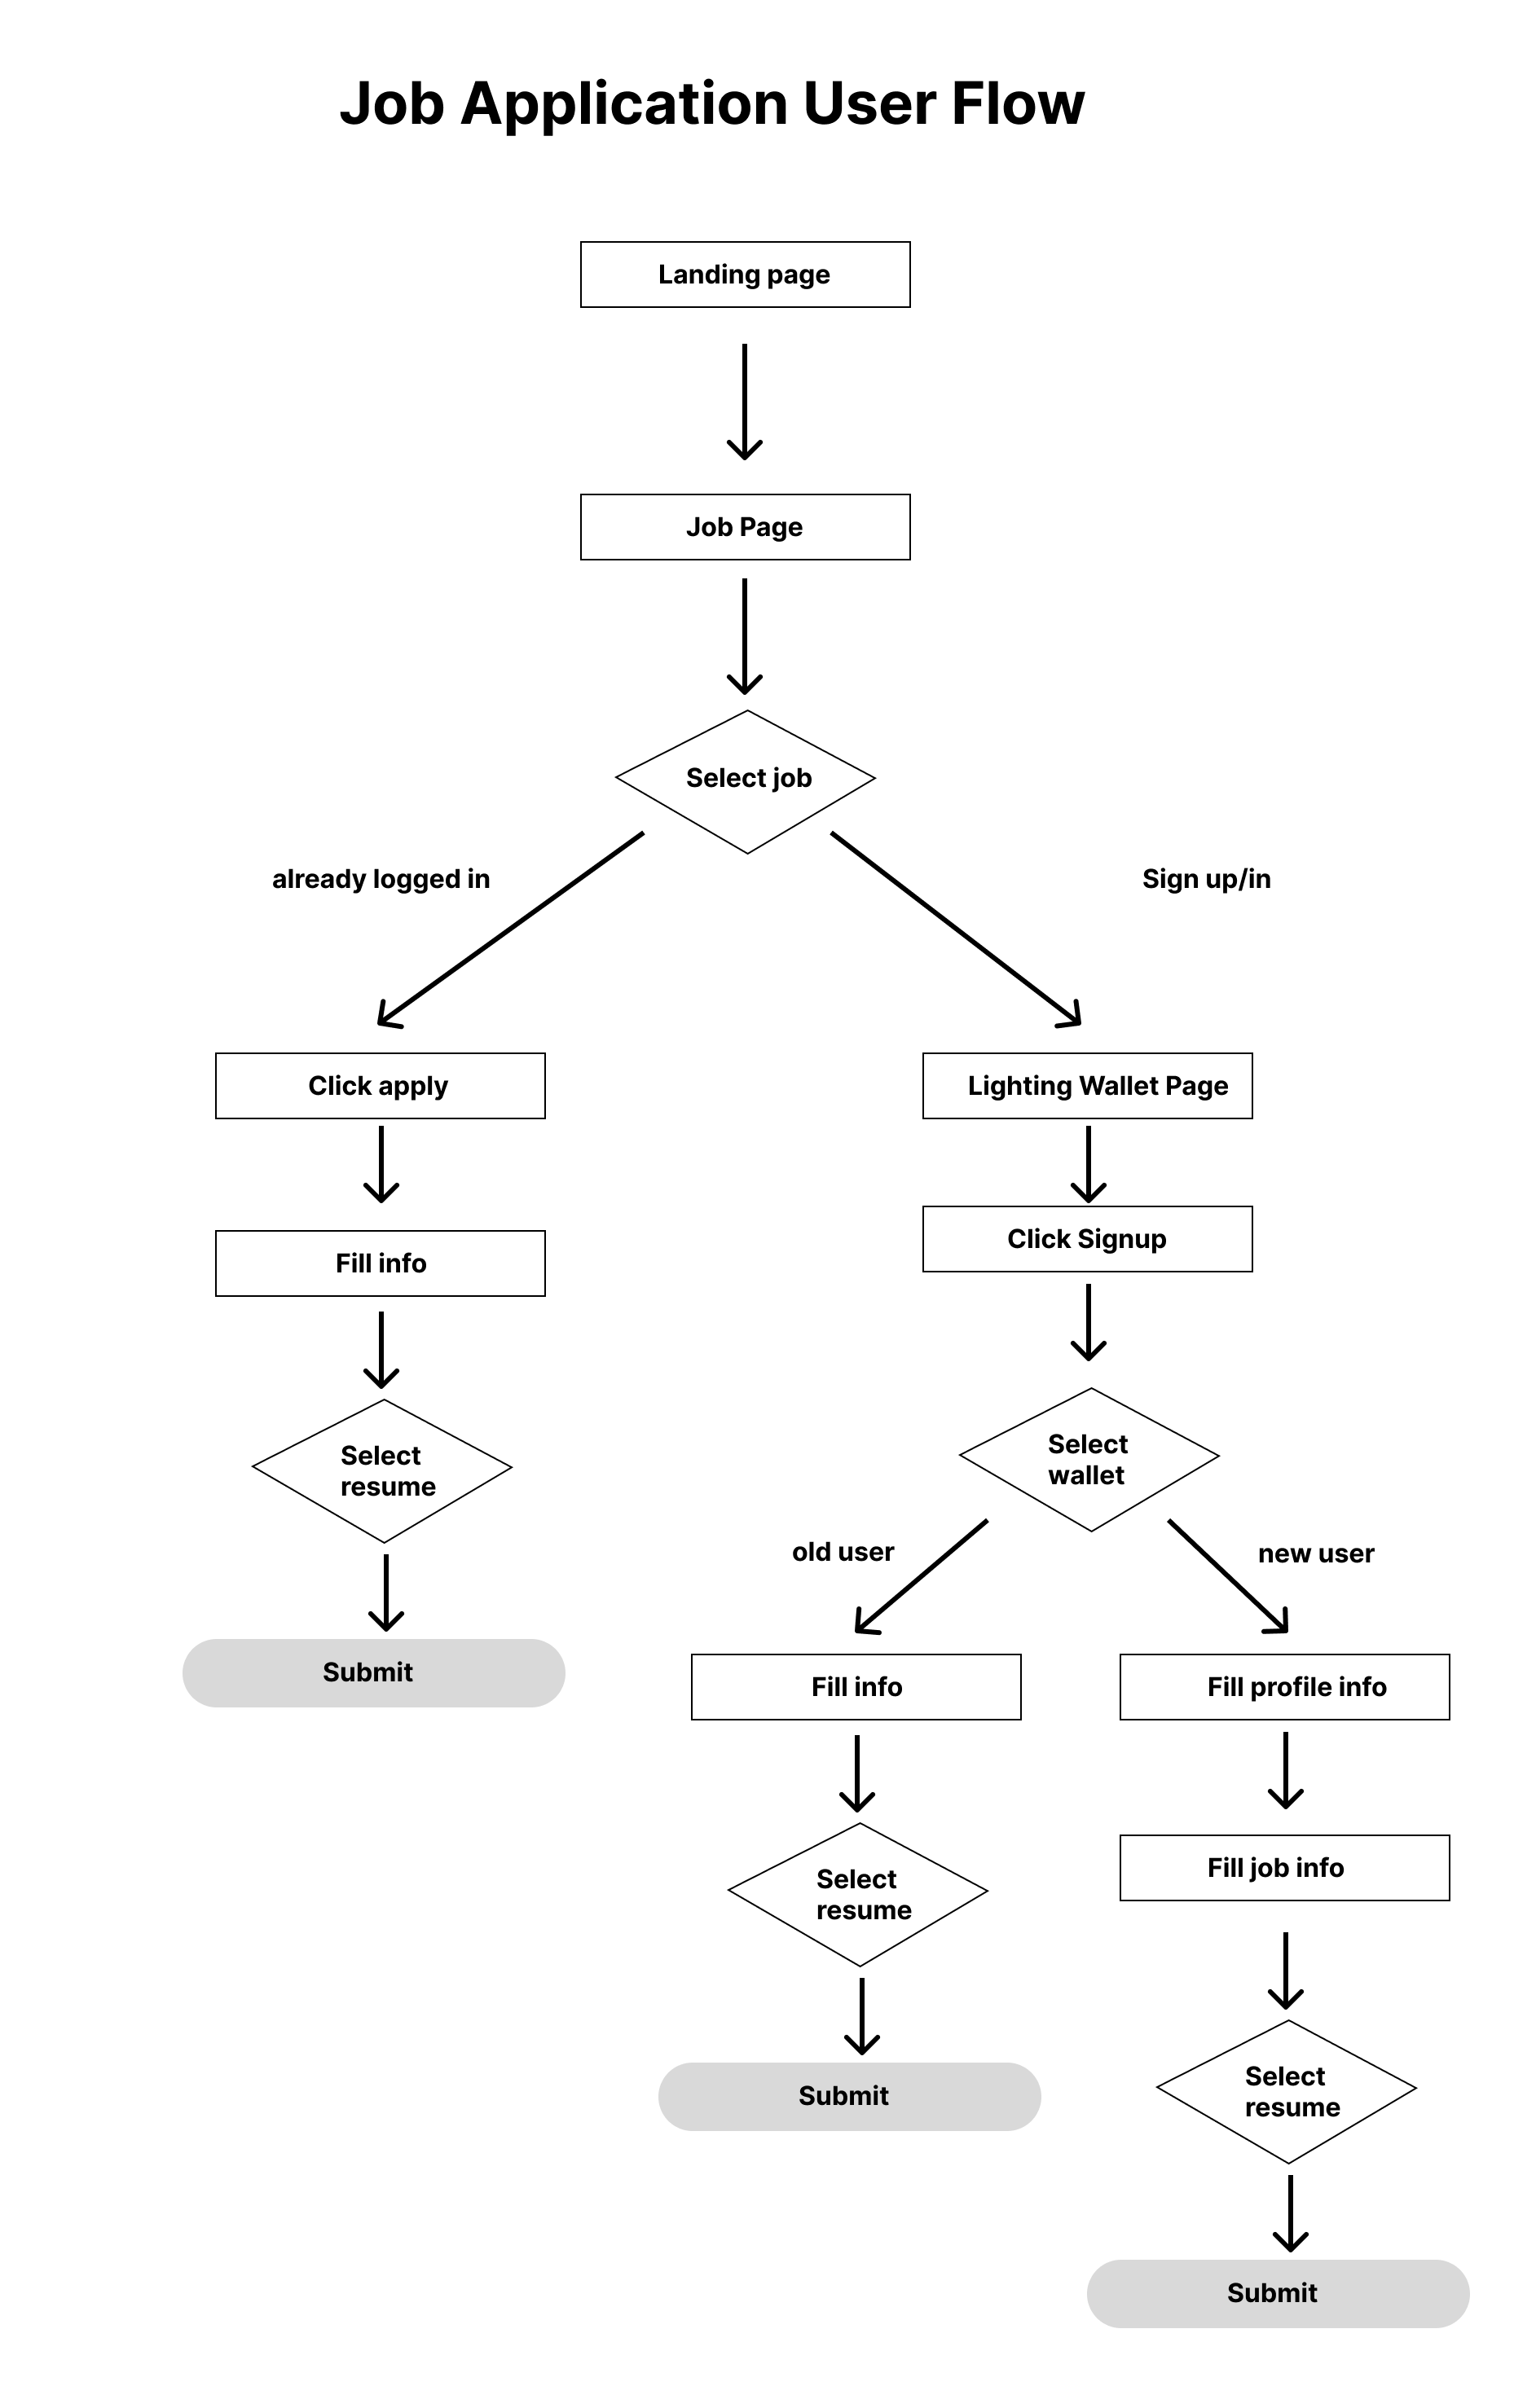 Job Application User Flow
Landing page
Job Page
Select job
already logged in
Sign up/in
Click apply
Lighting Wallet Page
Fill info
Click Signup
Select
resume
Select
wallet
old user
new user
Submit
Fill info
Fill profile info
Select
resume
Fill job info
Submit
Select
resume
Submit